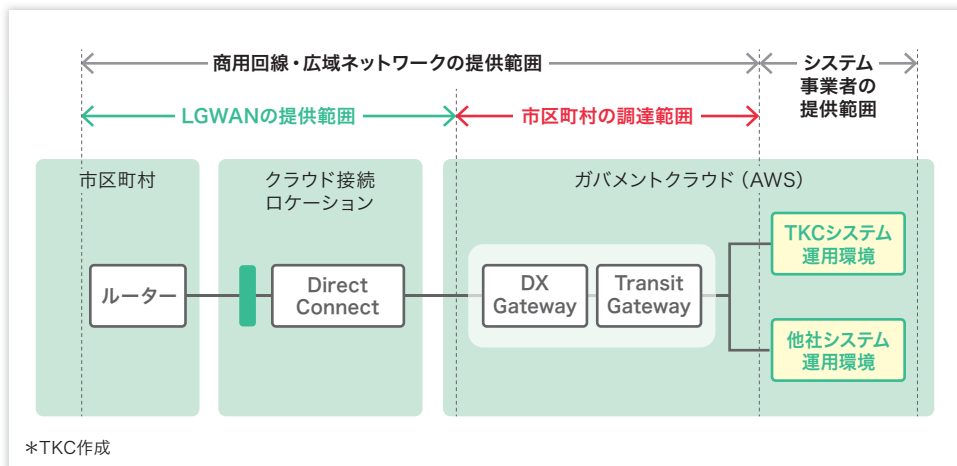 商用回線・広域ネットワークの提供範囲
システム
事業者の
提供範囲
LGWANの提供範囲
市区町村の調達範囲
市区町村
クラウド接続
ロケーション
ガバメントクラウド（AWS）
ルーター
Direct
Connect
DX
Gateway
Transit
Gateway
TKCシステム
運用環境
他社システム
運用環境
＊TKC作成